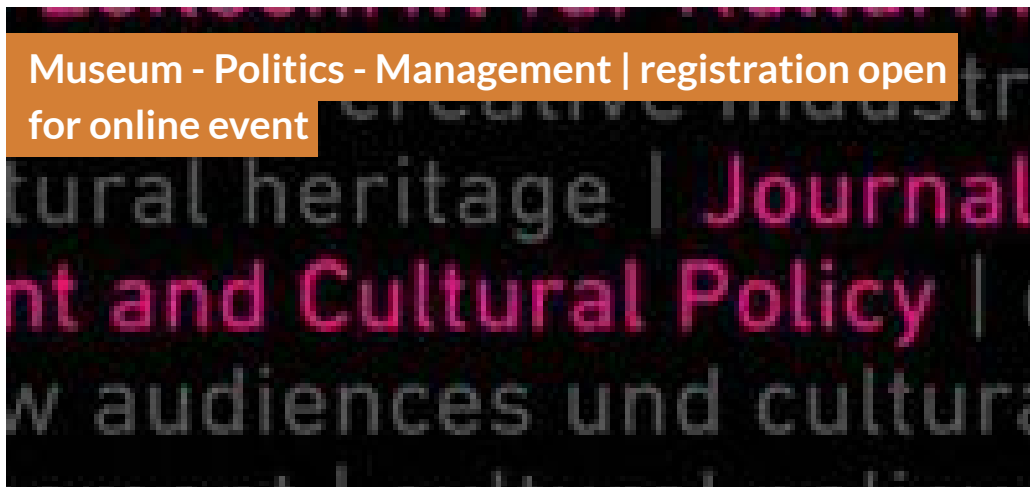 Museum - Politics - Management | registration open
for online event
creative industr
tural heritage | Journal
nt and Cultural Policy |
w audiences und cultura